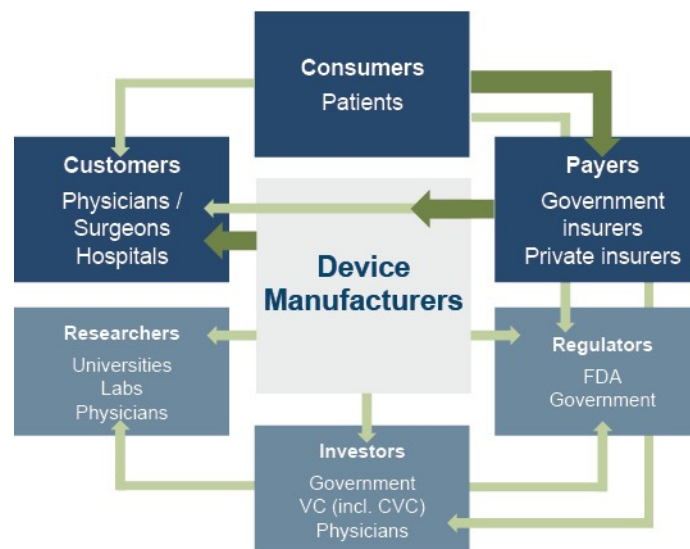 Consumers
Patients
Customers
Physicians /
Surgeons
Hospitals
Payers
Government
insurers
Private insurers
Device
Manufacturers
Researchers
Universities
Labs
Physicians
Regulators
FDA
Government
Investors
Government
VC (incl. CVC)
Physicians